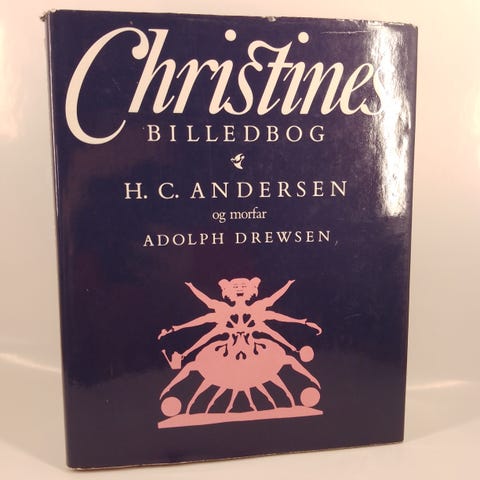 Christines
BILLEDBOG
H. C. ANDERSEN
og morfar
ADOLPH DREWSEN